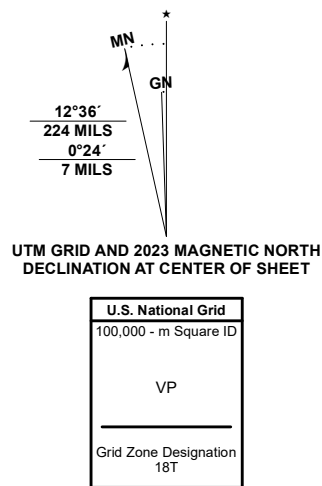 ★
MN
GN
12°36´
224 MILS
0°24´
7 MILS
UTM GRID AND 2023 MAGNETIC NORTH
DECLINATION AT CENTER OF SHEET
U.S. National Grid
100,000 - m Square ID
VP
Grid Zone Designation
18T